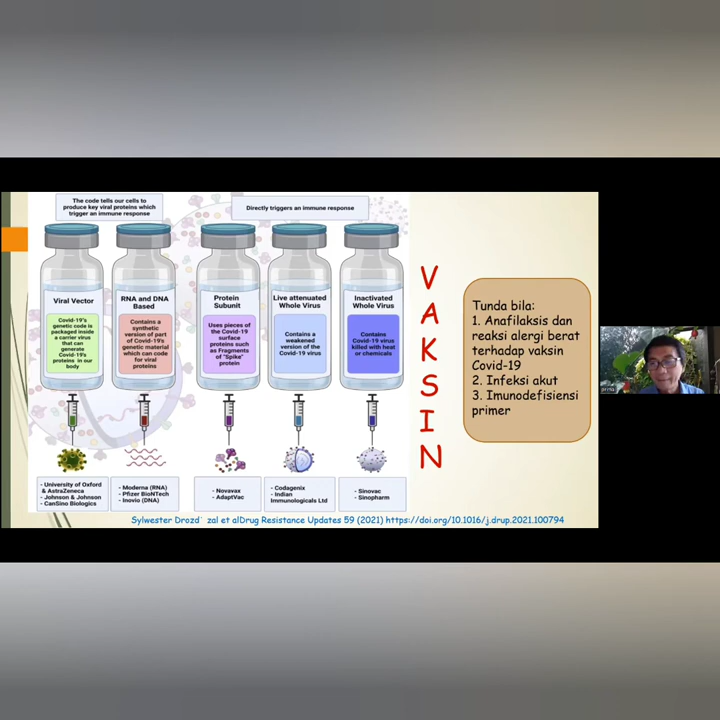 The code tells our cells to
produce key viral proteins which
trigger an immune response
Directly triggers an immune response
Viral Vector
Covid-19's
genetic code is
packaged inside
a carrier virus
that can
generate
Covid-19's
proteins in our
body
RNA and DNA
Based
Contains a
synthetic
version of part
of Covid-19's
genetic material
which can code
for viral
proteins
Protein
Subunit
Uses pieces of
the Covid-19
surface
proteins such
as Fragments
of "Spike"
protein
Live attenuated
Whole Virus
Contains a
weakened
version of the
Covid-19 virus
Inactivated
Whole Virus
Contains
Covid-19 virus
killed with heat
or chemicals
- University of Oxford
& AstraZeneca
- Johnson & Johnson
- CanSino Biologics
- Moderna (RNA)
- Pfizer BioNTech
- Inovio (DNA)
- Novavax
- AdaptVac
- Codagenix
- Indian
Immunologicals Ltd
- Sinovac
- Sinopharm
VAKSIN
Tunda bila:
1. Anafilaksis dan
reaksi alergi berat
terhadap vaksin
Covid-19
2. Infeksi akut
3. Imunodefisiensi
primer
Sylwester Drozd˙ zal et alDrug Resistance Updates 59 (2021) https://doi.org/10.1016/j.drup.2021.100794